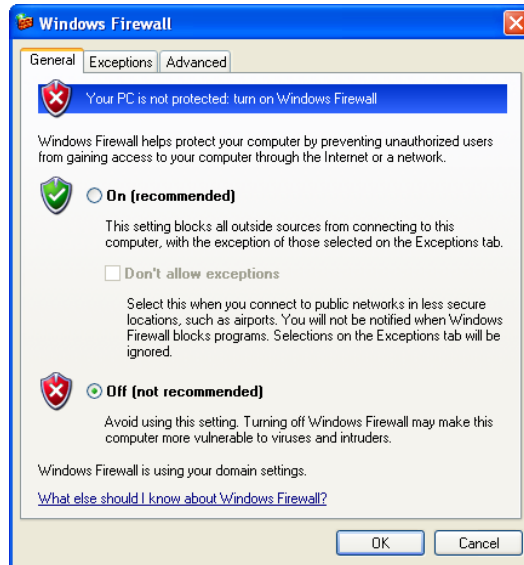 Windows Firewall
General Exceptions Advanced
Your PC is not protected: turn on Windows Firewall
Windows Firewall helps protect your computer by preventing unauthorized users
from gaining access to your computer through the Internet or a network.
On (recommended)
This setting blocks all outside sources from connecting to this
computer, with the exception of those selected on the Exceptions tab.
Don't allow exceptions
Select this when you connect to public networks in less secure
locations, such as airports. You will not be notified when Windows
Firewall blocks programs. Selections on the Exceptions tab will be
ignored.
Off (not recommended)
Avoid using this setting. Turning off Windows Firewall may make this
computer more vulnerable to viruses and intruders.
Windows Firewall is using your domain settings.
What else should I know about Windows Firewall?
OK Cancel